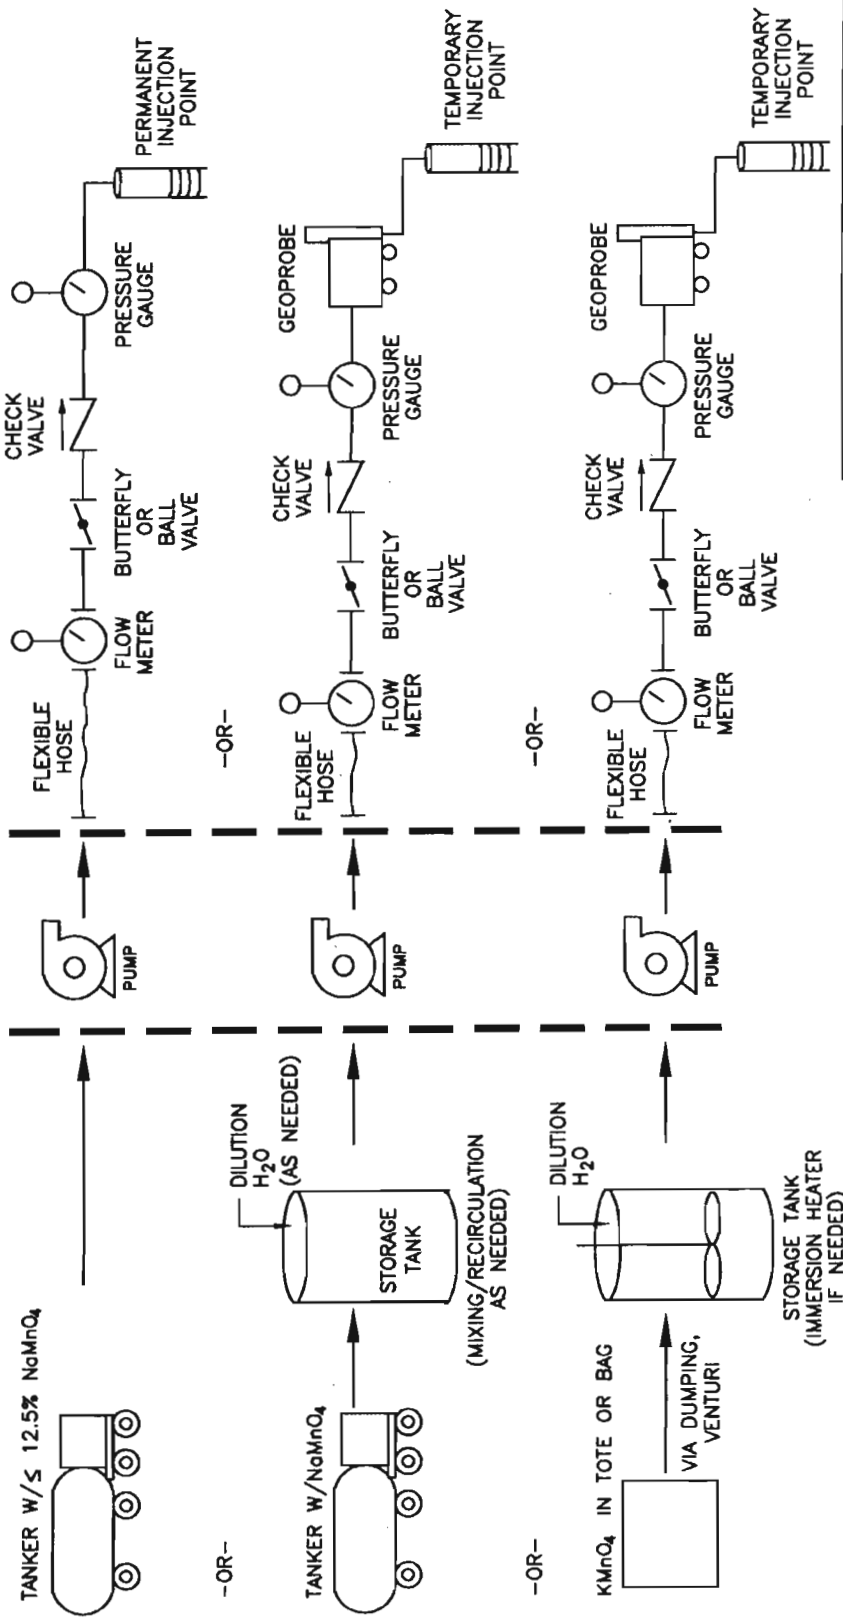 TANKER W/≤ 12.5% NaMnO4
PUMP
FLEXIBLE
HOSE
FLOW
METER
BUTTERFLY
OR
BALL
VALVE
CHECK
VALVE
PRESSURE
GAUGE
PERMANENT
INJECTION
POINT
-OR-
-OR-
TANKER W/NaMnO4
STORAGE
TANK
(MIXING/RECIRCULATION
AS NEEDED)
DILUTION
H2O
(AS NEEDED)
PUMP
FLEXIBLE
HOSE
FLOW
METER
BUTTERFLY
OR
BALL
VALVE
CHECK
VALVE
PRESSURE
GAUGE
GEOPROBE
TEMPORARY
INJECTION
POINT
-OR-
-OR-
KMnO4 IN TOTE OR BAG
VIA DUMPING,
VENTURI
DILUTION
H2O
STORAGE TANK
(IMMERSION HEATER
IF NEEDED)
PUMP
FLEXIBLE
HOSE
FLOW
METER
BUTTERFLY
OR
BALL
VALVE
CHECK
VALVE
PRESSURE
GAUGE
GEOPROBE
TEMPORARY
INJECTION
POINT